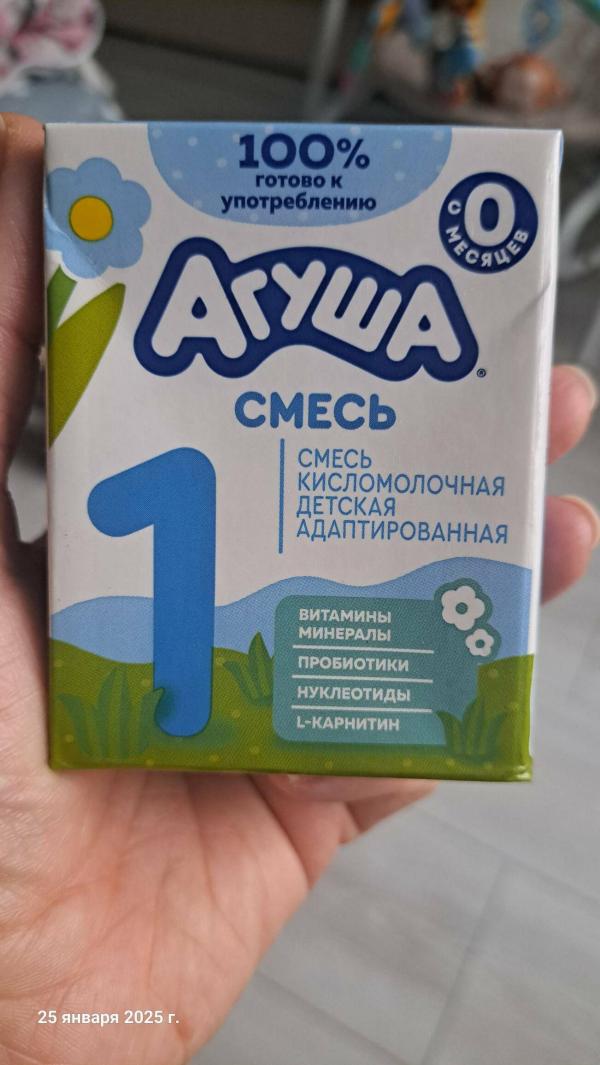 100%
готово к
употреблению
С 0 МЕСЯЦЕВ
АГУША®
СМЕСЬ
1
СМЕСЬ
КИСЛОМОЛОЧНАЯ
ДЕТСКАЯ
АДАПТИРОВАННАЯ
ВИТАМИНЫ
МИНЕРАЛЫ
ПРОБИОТИКИ
НУКЛЕОТИДЫ
L-КАРНИТИН
25 января 2025 г.